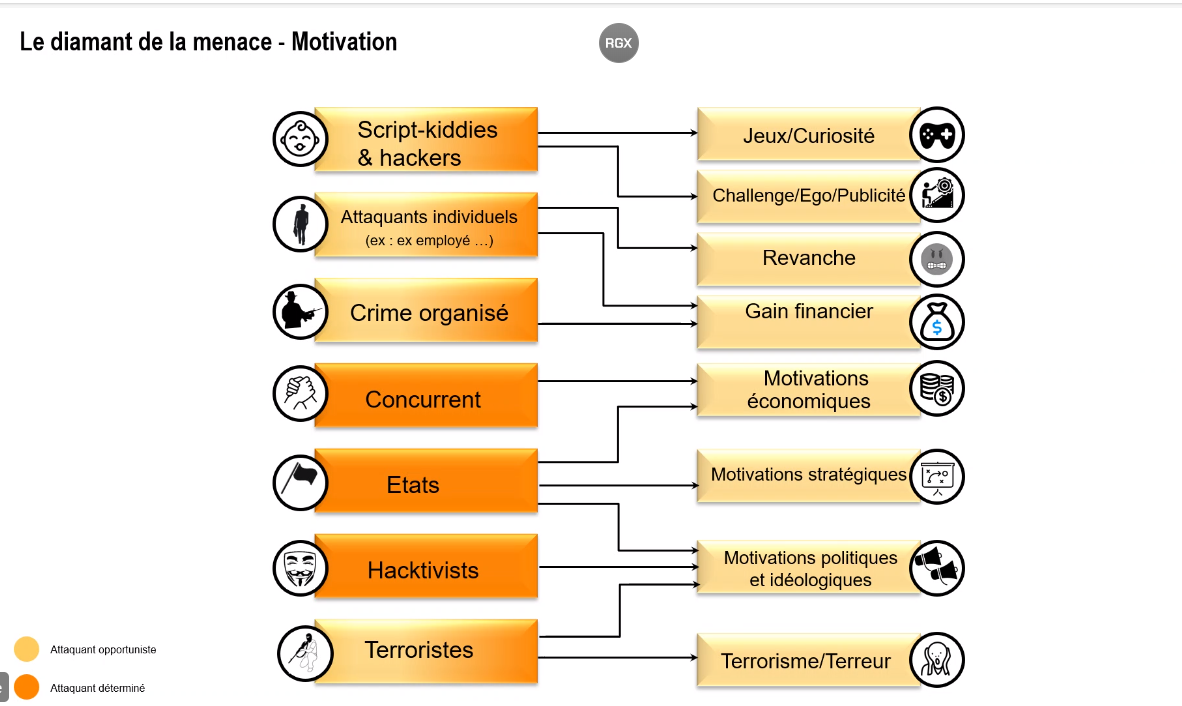 Le diamant de la menace - Motivation
RGX
Script-kiddies
& hackers
Jeux/Curiosité
Challenge/Ego/Publicité
Attaquants individuels
(ex : ex employé ...)
Revanche
Crime organisé
Gain financier
Concurrent
Motivations
économiques
Etats
Motivations stratégiques
Hacktivists
Motivations politiques
et idéologiques
Terroristes
Terrorisme/Terreur
Attaquant opportuniste
Attaquant déterminé